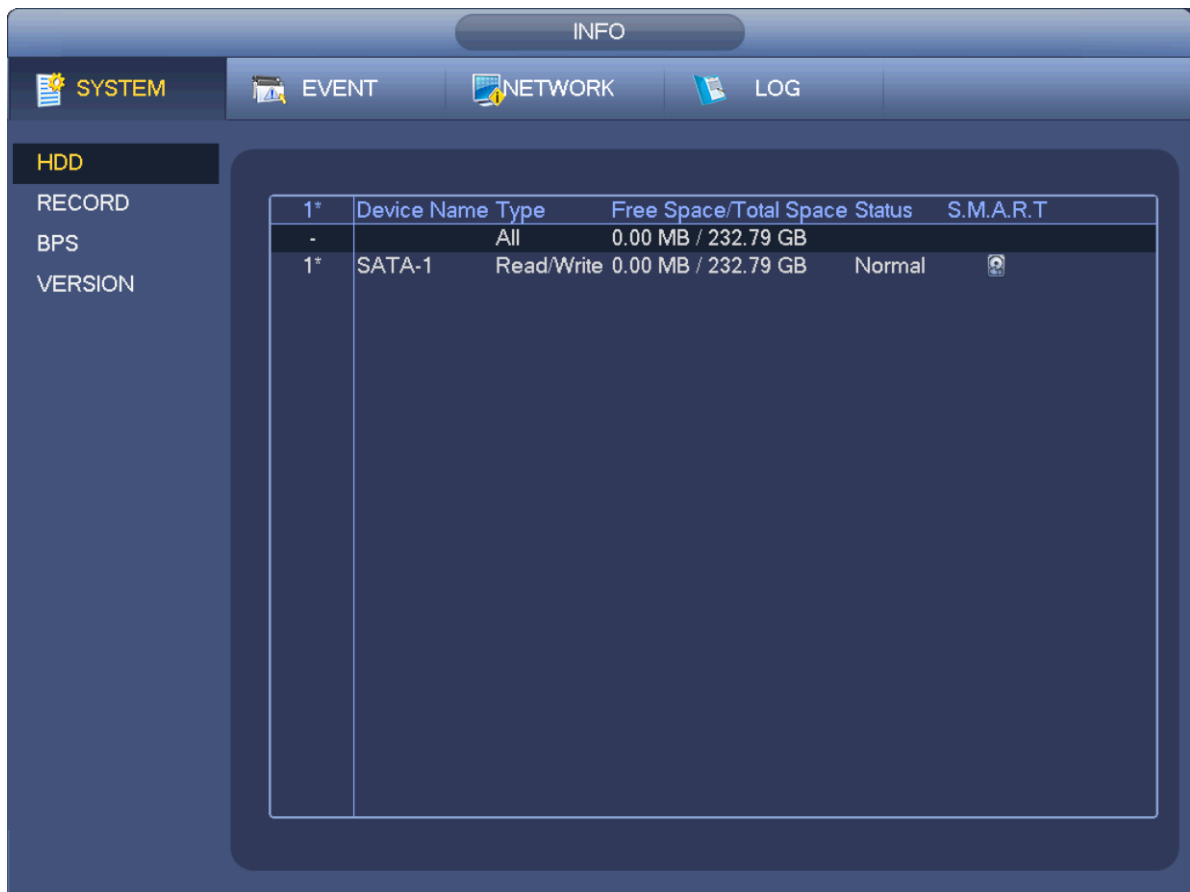 INFO
SYSTEM EVENT NETWORK LOG
HDD
RECORD
BPS
VERSION
1* Device Name Type Free Space/Total Space Status S.M.A.R.T
- All 0.00 MB / 232.79 GB
1* SATA-1 Read/Write 0.00 MB / 232.79 GB Normal